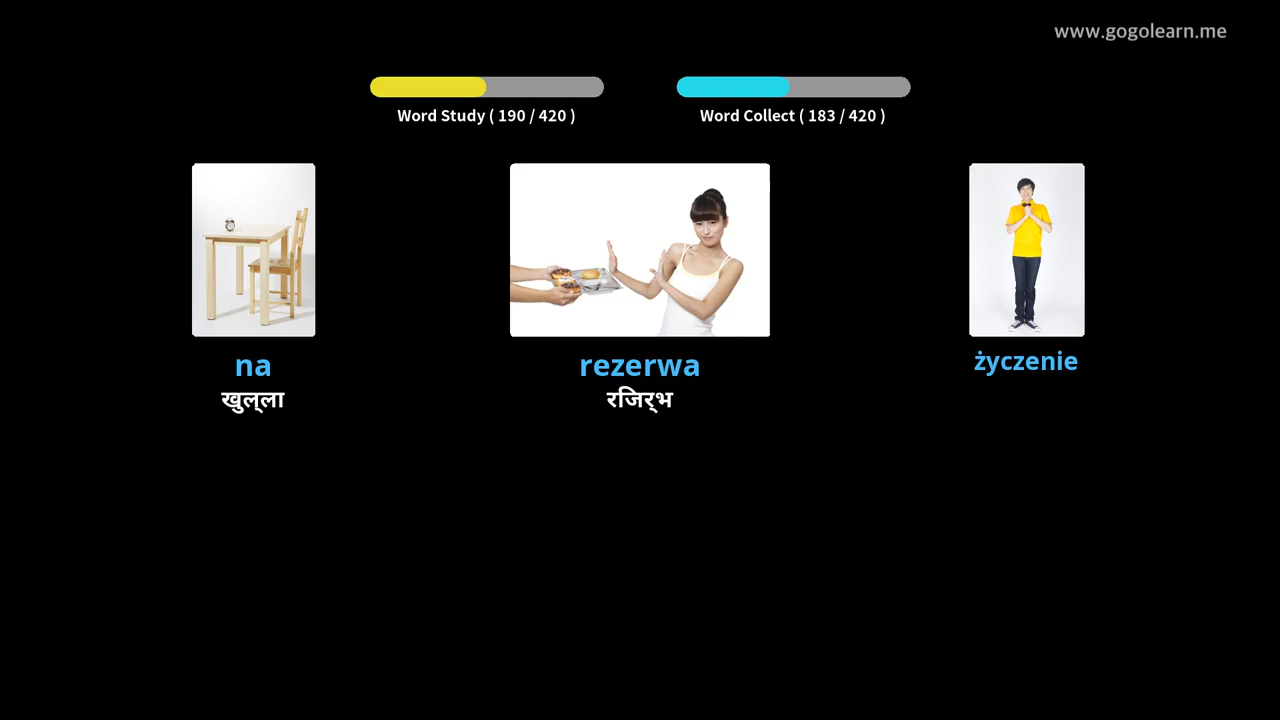 www.gogolearn.me
Word Study ( 190 / 420 )
Word Collect ( 183 / 420 )
na
खुल्ला
rezerwa
रजिर्भ
życzenie